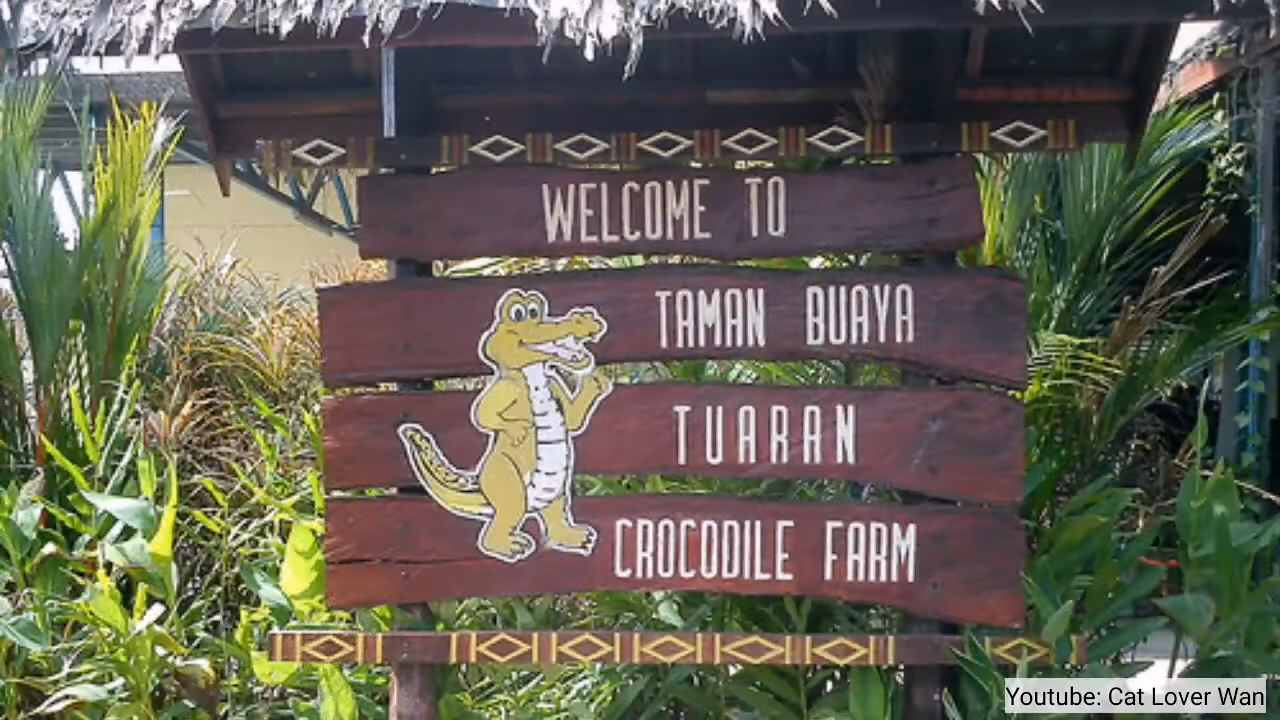 WELCOME TO
TAMAN BUAYA
TUARAN
CROCODILE FARM
Youtube: Cat Lover Wan